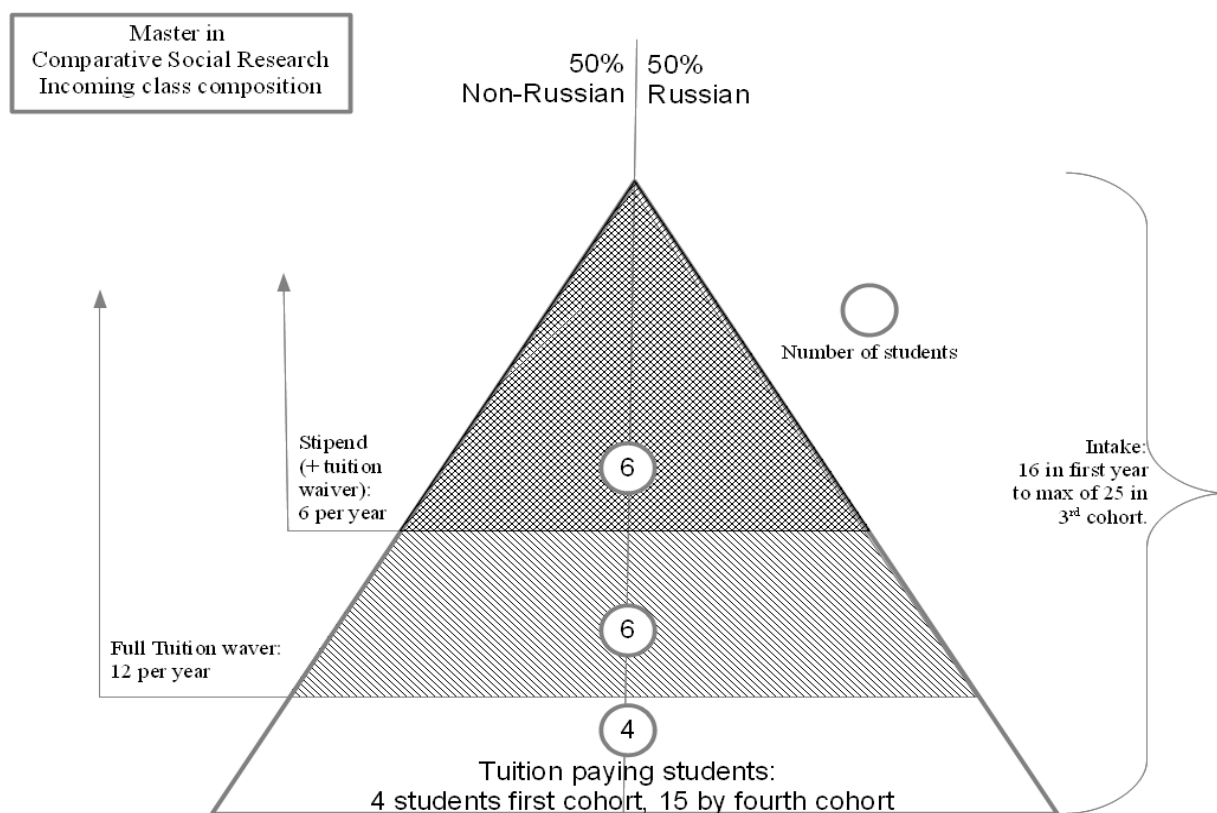 Master in
Comparative Social Research
Incoming class composition
50%
Non-Russian
50%
Russian
Number of students
Stipend
(+ tuition
waiver):
6 per year
6
Intake:
16 in first year
to max of 25 in
3rd cohort.
Full Tuition waver:
12 per year
6
4
Tuition paying students:
4 students first cohort, 15 by fourth cohort